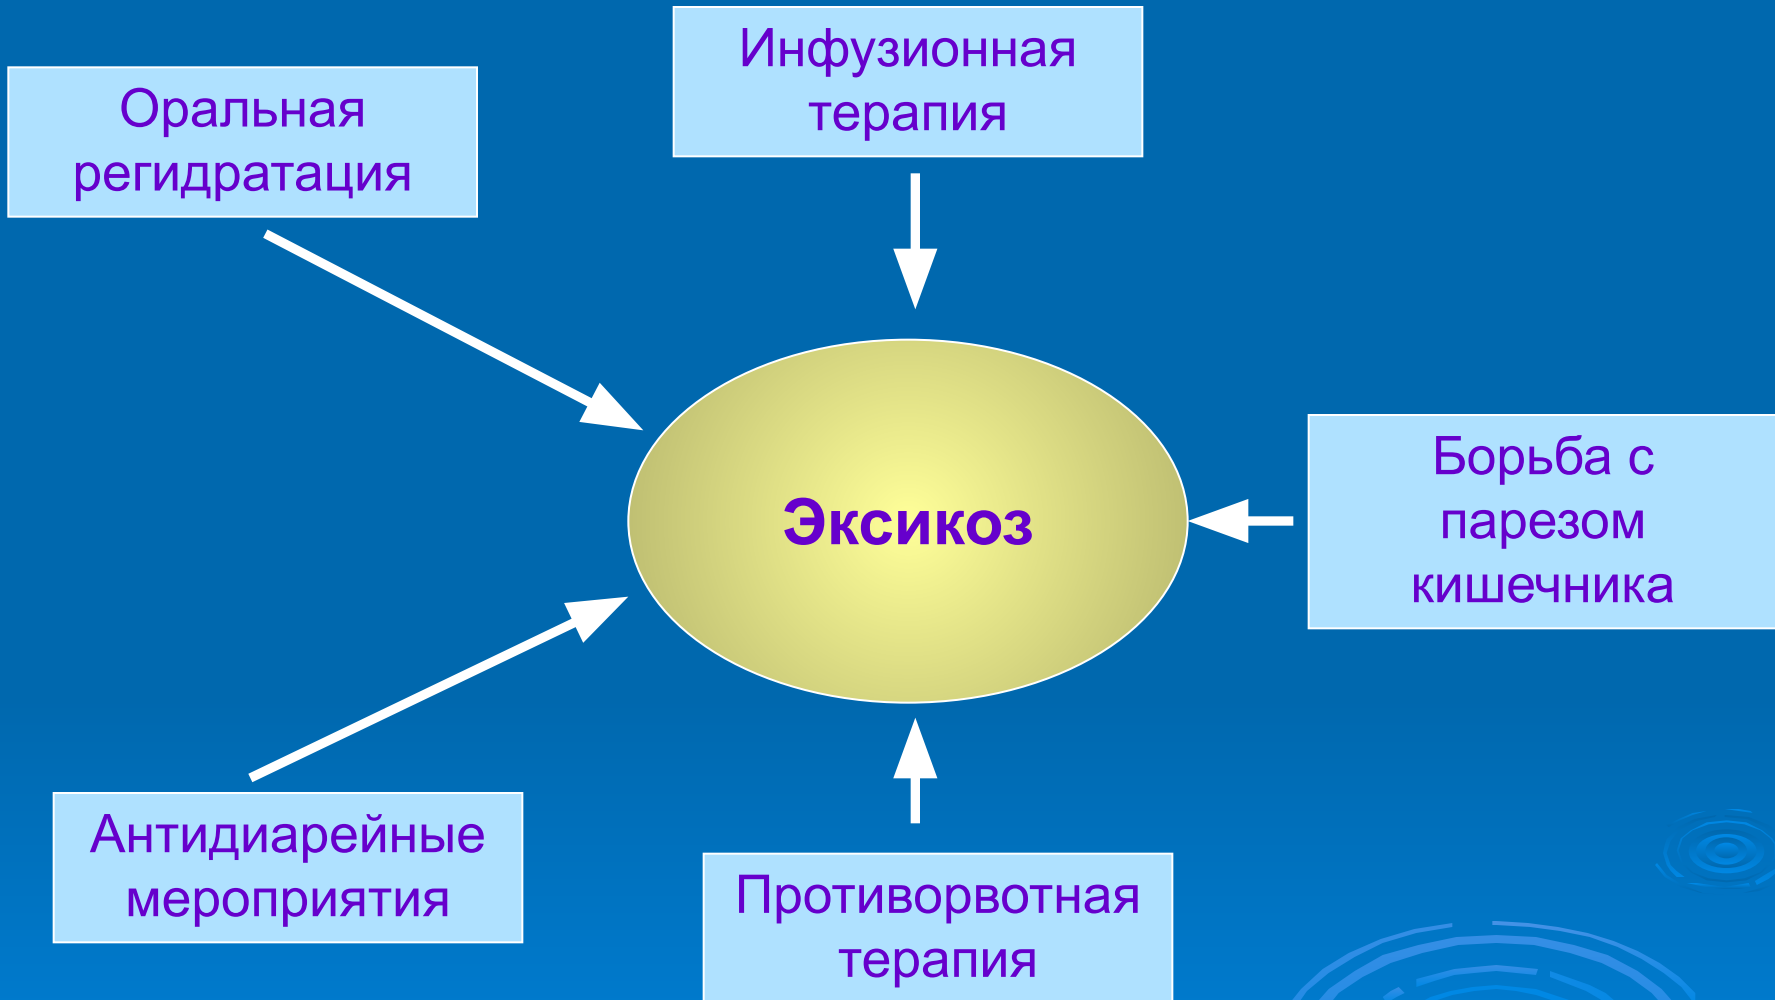 Инфузионная
терапия
Оральная
регидратация
Борьба с
парезом
кишечника
Эксикоз
Антидиарейные
мероприятия
Противорвотная
терапия